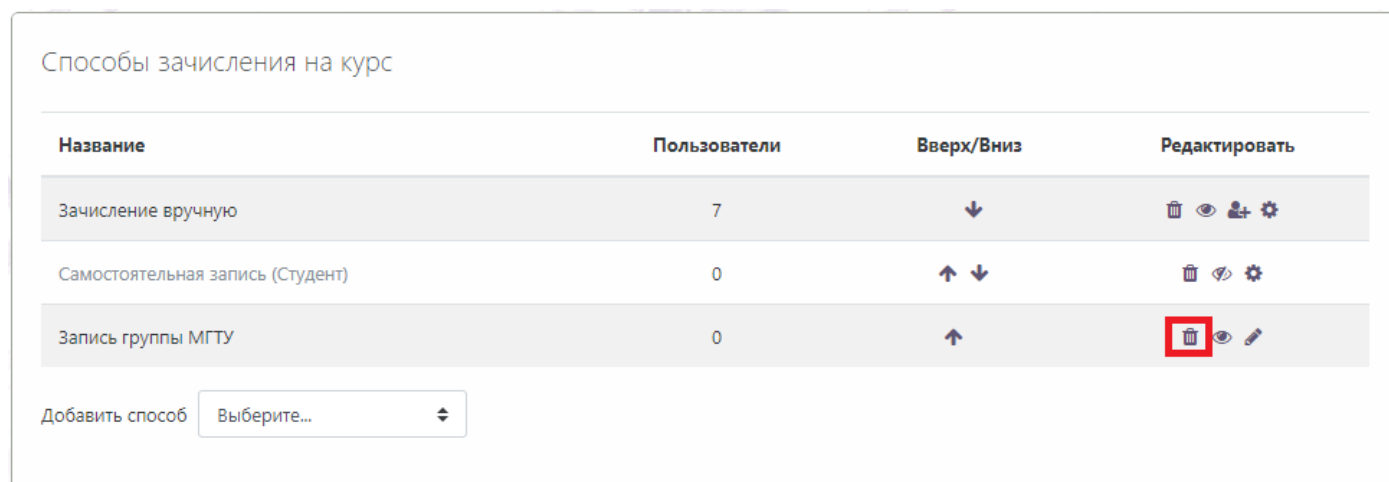 Способы зачисления на курс
Название Пользователи Вверх/Вниз Редактировать
Зачисление вручную 7
Самостоятельная запись (Студент) 0
Запись группы МГТУ 0
Добавить способ Выберите...